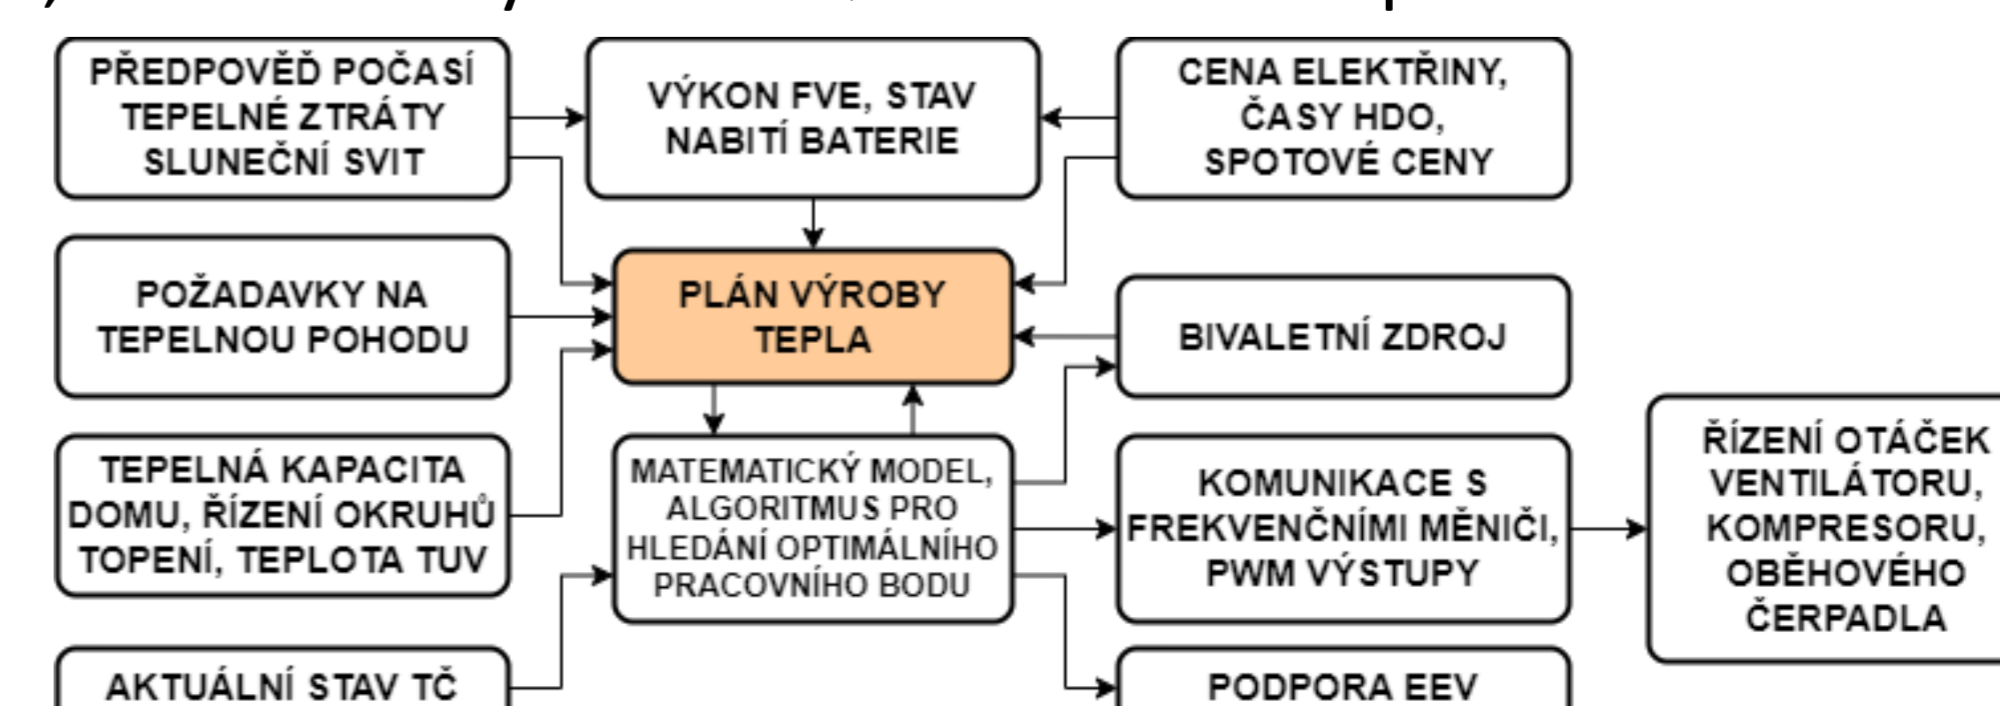 PŘEDPOVĚĎ POČASÍ
TEPELNÉ ZTRÁTY
SLUNEČNÍ SVIT
VÝKON FVE, STAV
NABITÍ BATERIE
CENA ELEKTŘINY,
ČASY HDO,
SPOTOVÉ CENY
POŽADAVKY NA
TEPELNOU POHODU
PLÁN VÝROBY
TEPLA
BIVALETNÍ ZDROJ
TEPELNÁ KAPACITA
DOMU, ŘÍZENÍ OKRUHŮ
TOPENÍ, TEPLOTA TUV
MATEMATICKÝ MODEL,
ALGORITMUS PRO
HLEDÁNÍ OPTIMÁLNÍHO
PRACOVNÍHO BODU
KOMUNIKACE S
FREKVENČNÍMI MĚNIČI,
PWM VÝSTUPY
ŘÍZENÍ OTÁČEK
VENTILÁTORU,
KOMPRESORU,
OBĚHOVÉHO
ČERPADLA
AKTUÁLNÍ STAV TČ
PODPORA EEV